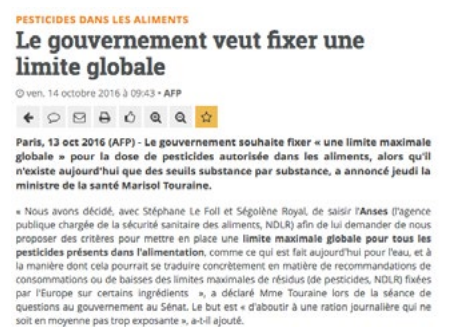 PESTICIDES DANS LES ALIMENTS
Le gouvernement veut fixer une
limite globale
ven. 14 octobre 2016 à 09:43 • AFP
Paris, 13 oct 2016 (AFP) - Le gouvernement souhaite fixer « une limite maximale
globale » pour la dose de pesticides autorisée dans les aliments, alors qu'il
n'existe aujourd'hui que des seuils substance par substance, a annoncé jeudi la
ministre de la santé Marisol Touraine.
« Nous avons décidé, avec Stéphane Le Foll et Ségolène Royal, de saisir l'Anses (l'agence
publique chargée de la sécurité sanitaire des aliments, NDLR) afin de lui demander de nous
proposer des critères pour mettre en place une limite maximale globale pour tous les
pesticides présents dans l'alimentation, comme ce qui est fait aujourd'hui pour l'eau, et à
la manière dont cela pourrait se traduire concrètement en matière de recommandations de
consommations ou de baisses des limites maximales de résidus (de pesticides, NDLR) fixées
par l'Europe sur certains ingrédients », a déclaré Mme Touraine lors de la séance de
questions au gouvernement au Sénat. Le but est « d'aboutir à une ration journalière qui ne
soit en moyenne pas trop exposante », a-t-il ajouté.